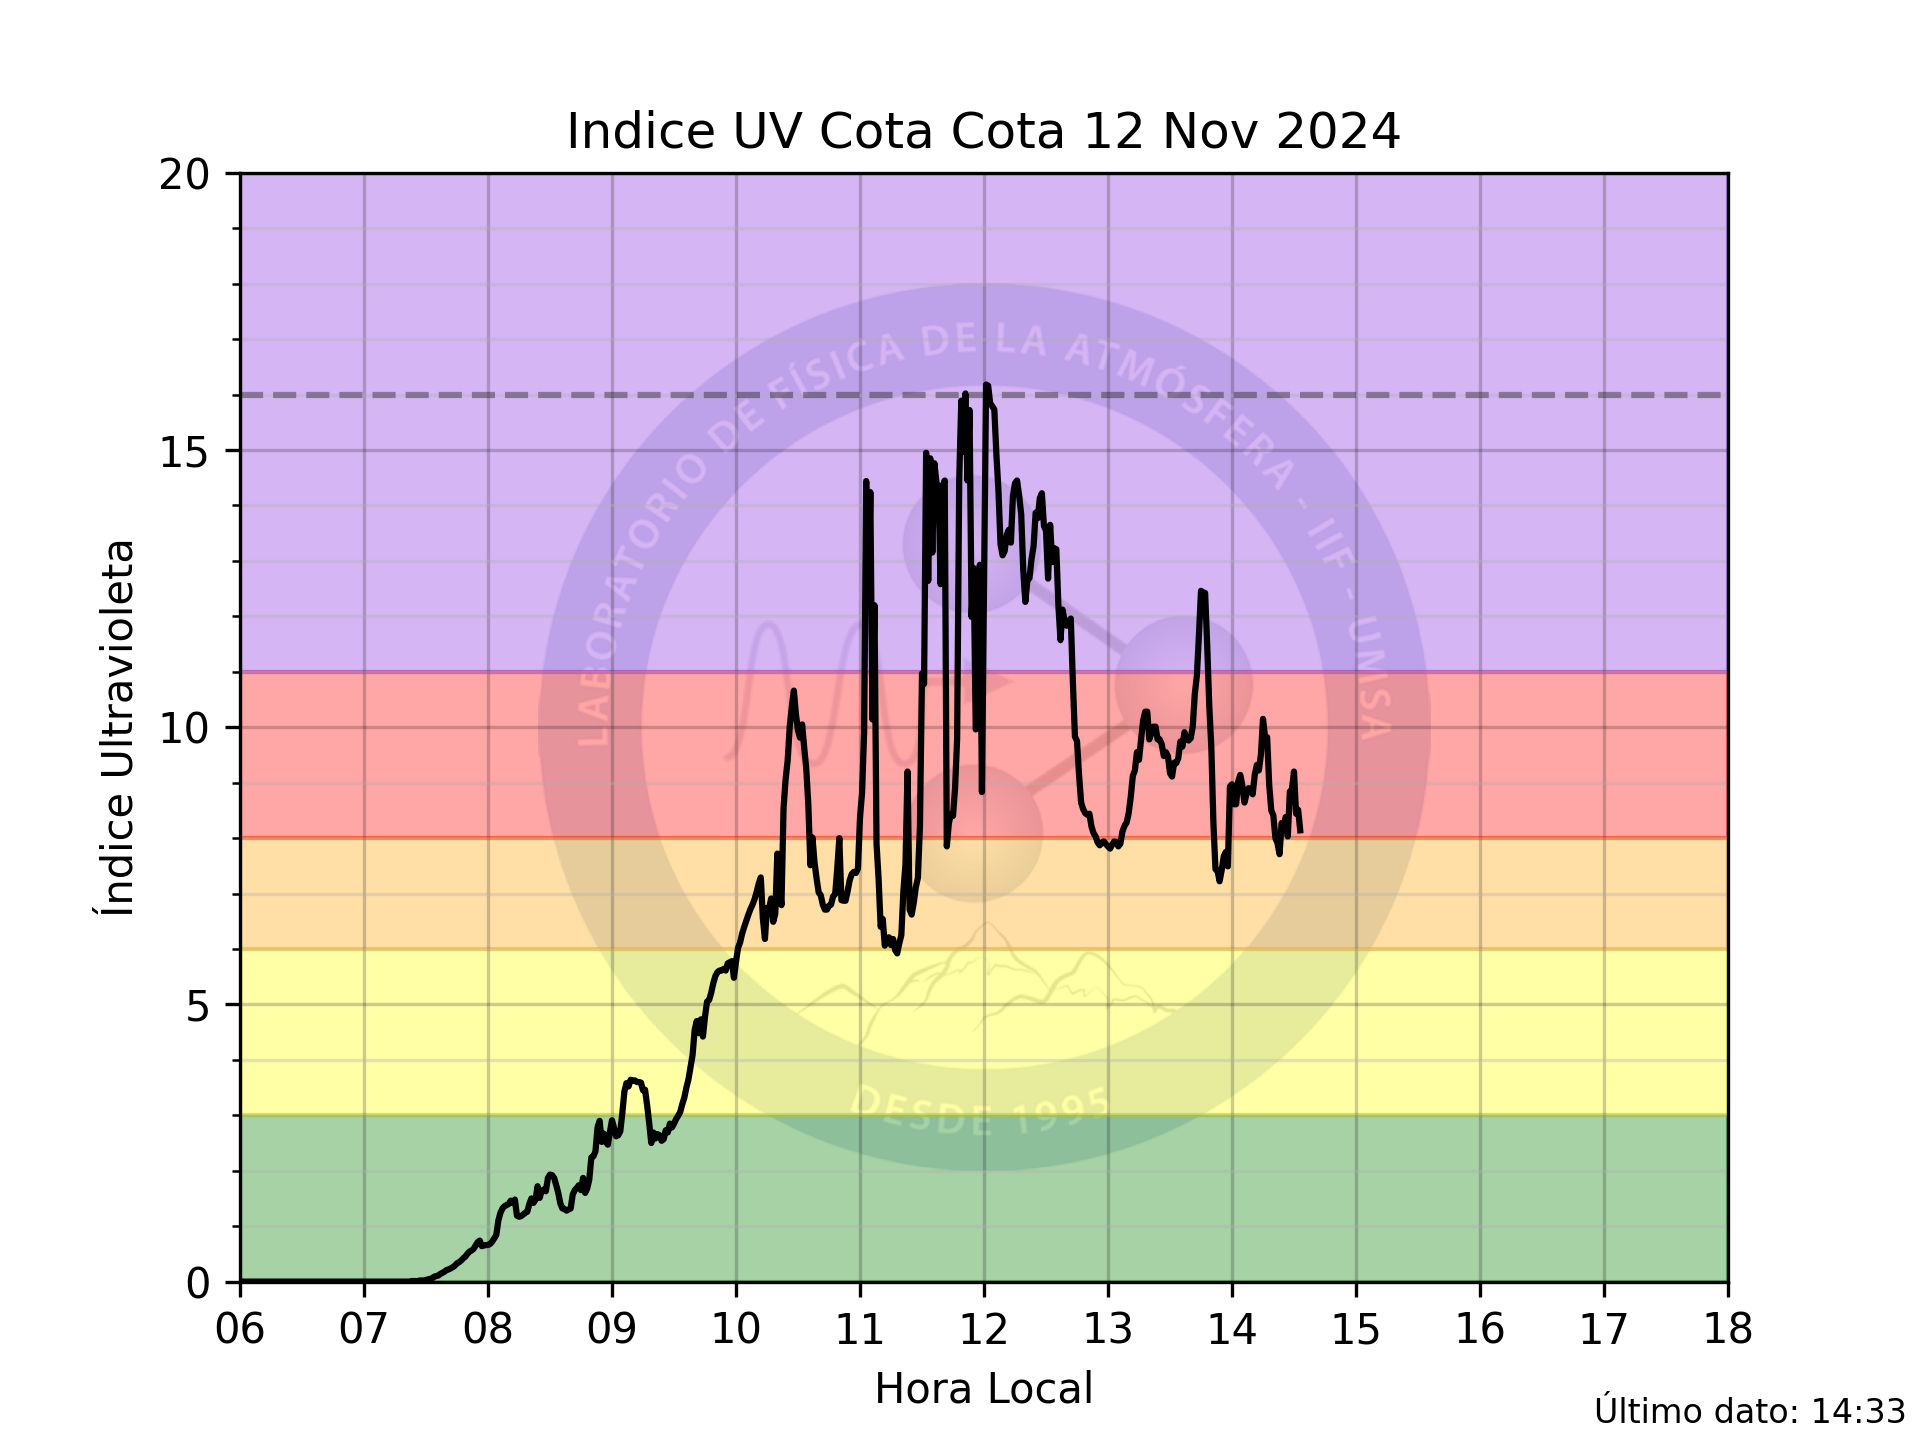 Indice UV Cota Cota 12 Nov 2024
20
15
10
5
0
Índice Ultravioleta
LABORATORIO DE FÍSICA DE LA ATMÓSFERA - IIF - UMSA
DESDE 1995
06 07 08 09 10 11 12 13 14 15 16 17 18
Hora Local
Último dato: 14:33